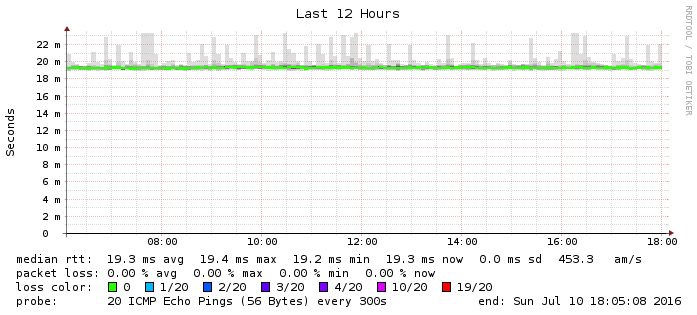 Last 12 Hours
RRDTOOL / TOBI OETIKER
Seconds
22 m
20 m
18 m
16 m
14 m
12 m
10 m
8 m
6 m
4 m
2 m
0
08:00 10:00 12:00 14:00 16:00 18:00
median rtt: 19.3 ms avg 19.4 ms max 19.2 ms min 19.3 ms now 0.0 ms sd 453.3 am/s
packet loss: 0.00 % avg 0.00 % max 0.00 % min 0.00 % now
loss color: 0 1/20 2/20 3/20 4/20 10/20 19/20
probe: 20 ICMP Echo Pings (56 Bytes) every 300s end: Sun Jul 10 18:05:08 2016